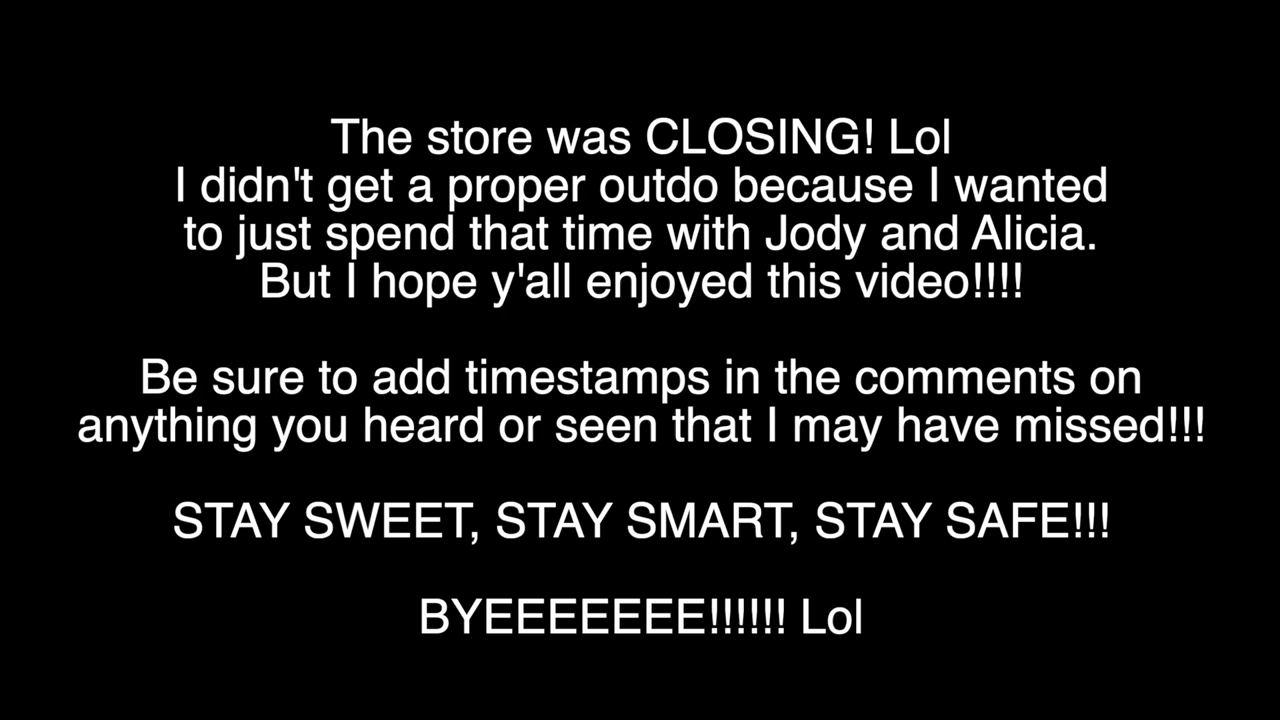 The store was CLOSING! Lol
I didn't get a proper outdo because I wanted
to just spend that time with Jody and Alicia.
But I hope y'all enjoyed this video!!!!
Be sure to add timestamps in the comments on
anything you heard or seen that I may have missed!!!
STAY SWEET, STAY SMART, STAY SAFE!!!
BYEEEEEEE!!!!!! Lol